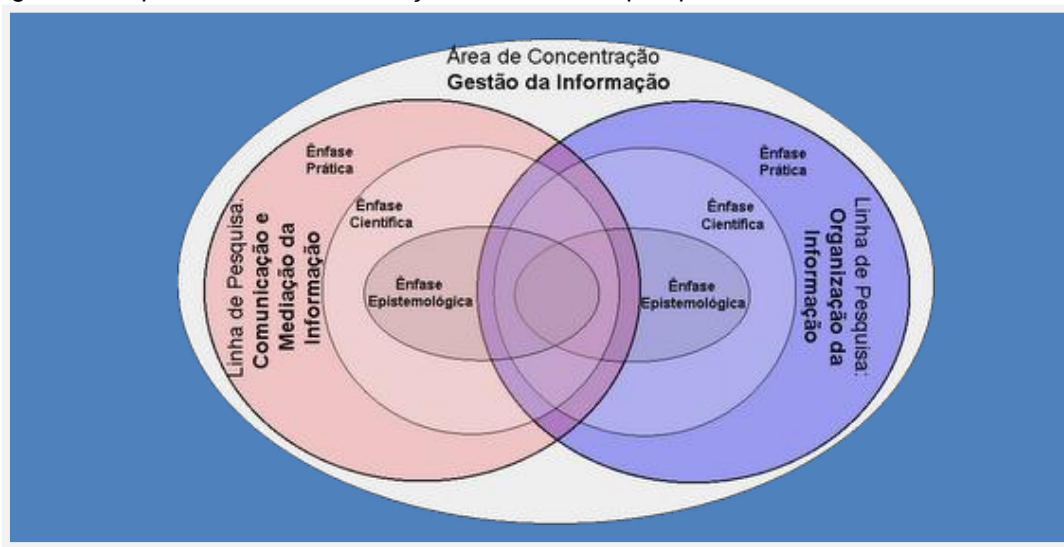 Área de Concentração
Gestão da Informação
Linha de Pesquisa:
Comunicação e
Mediação da
Informação
Ênfase
Prática
Ênfase
Científica
Ênfase
Epistemológica
Ênfase
Prática
Ênfase
Científica
Ênfase
Epistemológica
Linha de Pesquisa:
Organização da
Informação